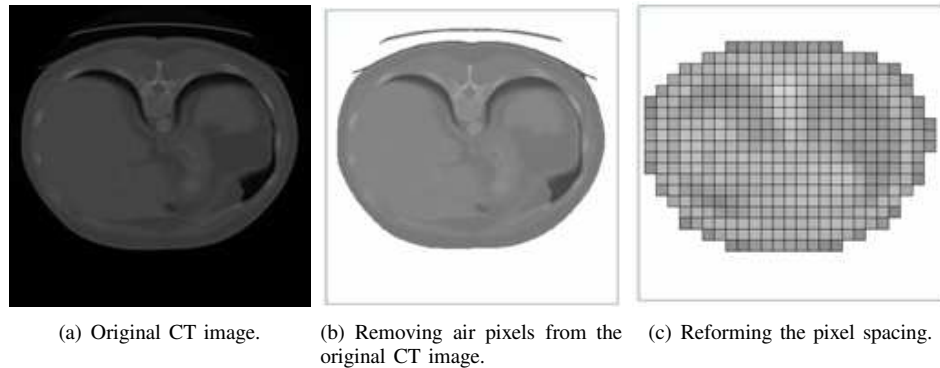 (a) Original CT image.
(b) Removing air pixels from the
original CT image.
(c) Reforming the pixel spacing.